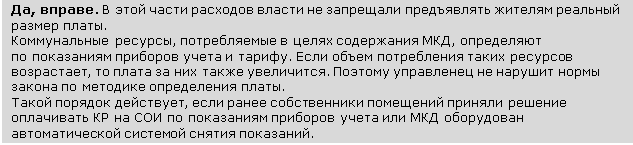 Да, вправе. В этой части расходов власти не запрещали предъявлять жителям реальный
размер платы.
Коммунальные ресурсы, потребляемые в целях содержания МКД, определяют
по показаниям приборов учета и тарифу. Если объем потребления таких ресурсов
возрастает, то плата за них также увеличится. Поэтому управленец не нарушит нормы
закона по методике определения платы.
Такой порядок действует, если ранее собственники помещений приняли решение
оплачивать КР на СОИ по показаниям приборов учета или МКД оборудован
автоматической системой снятия показаний.